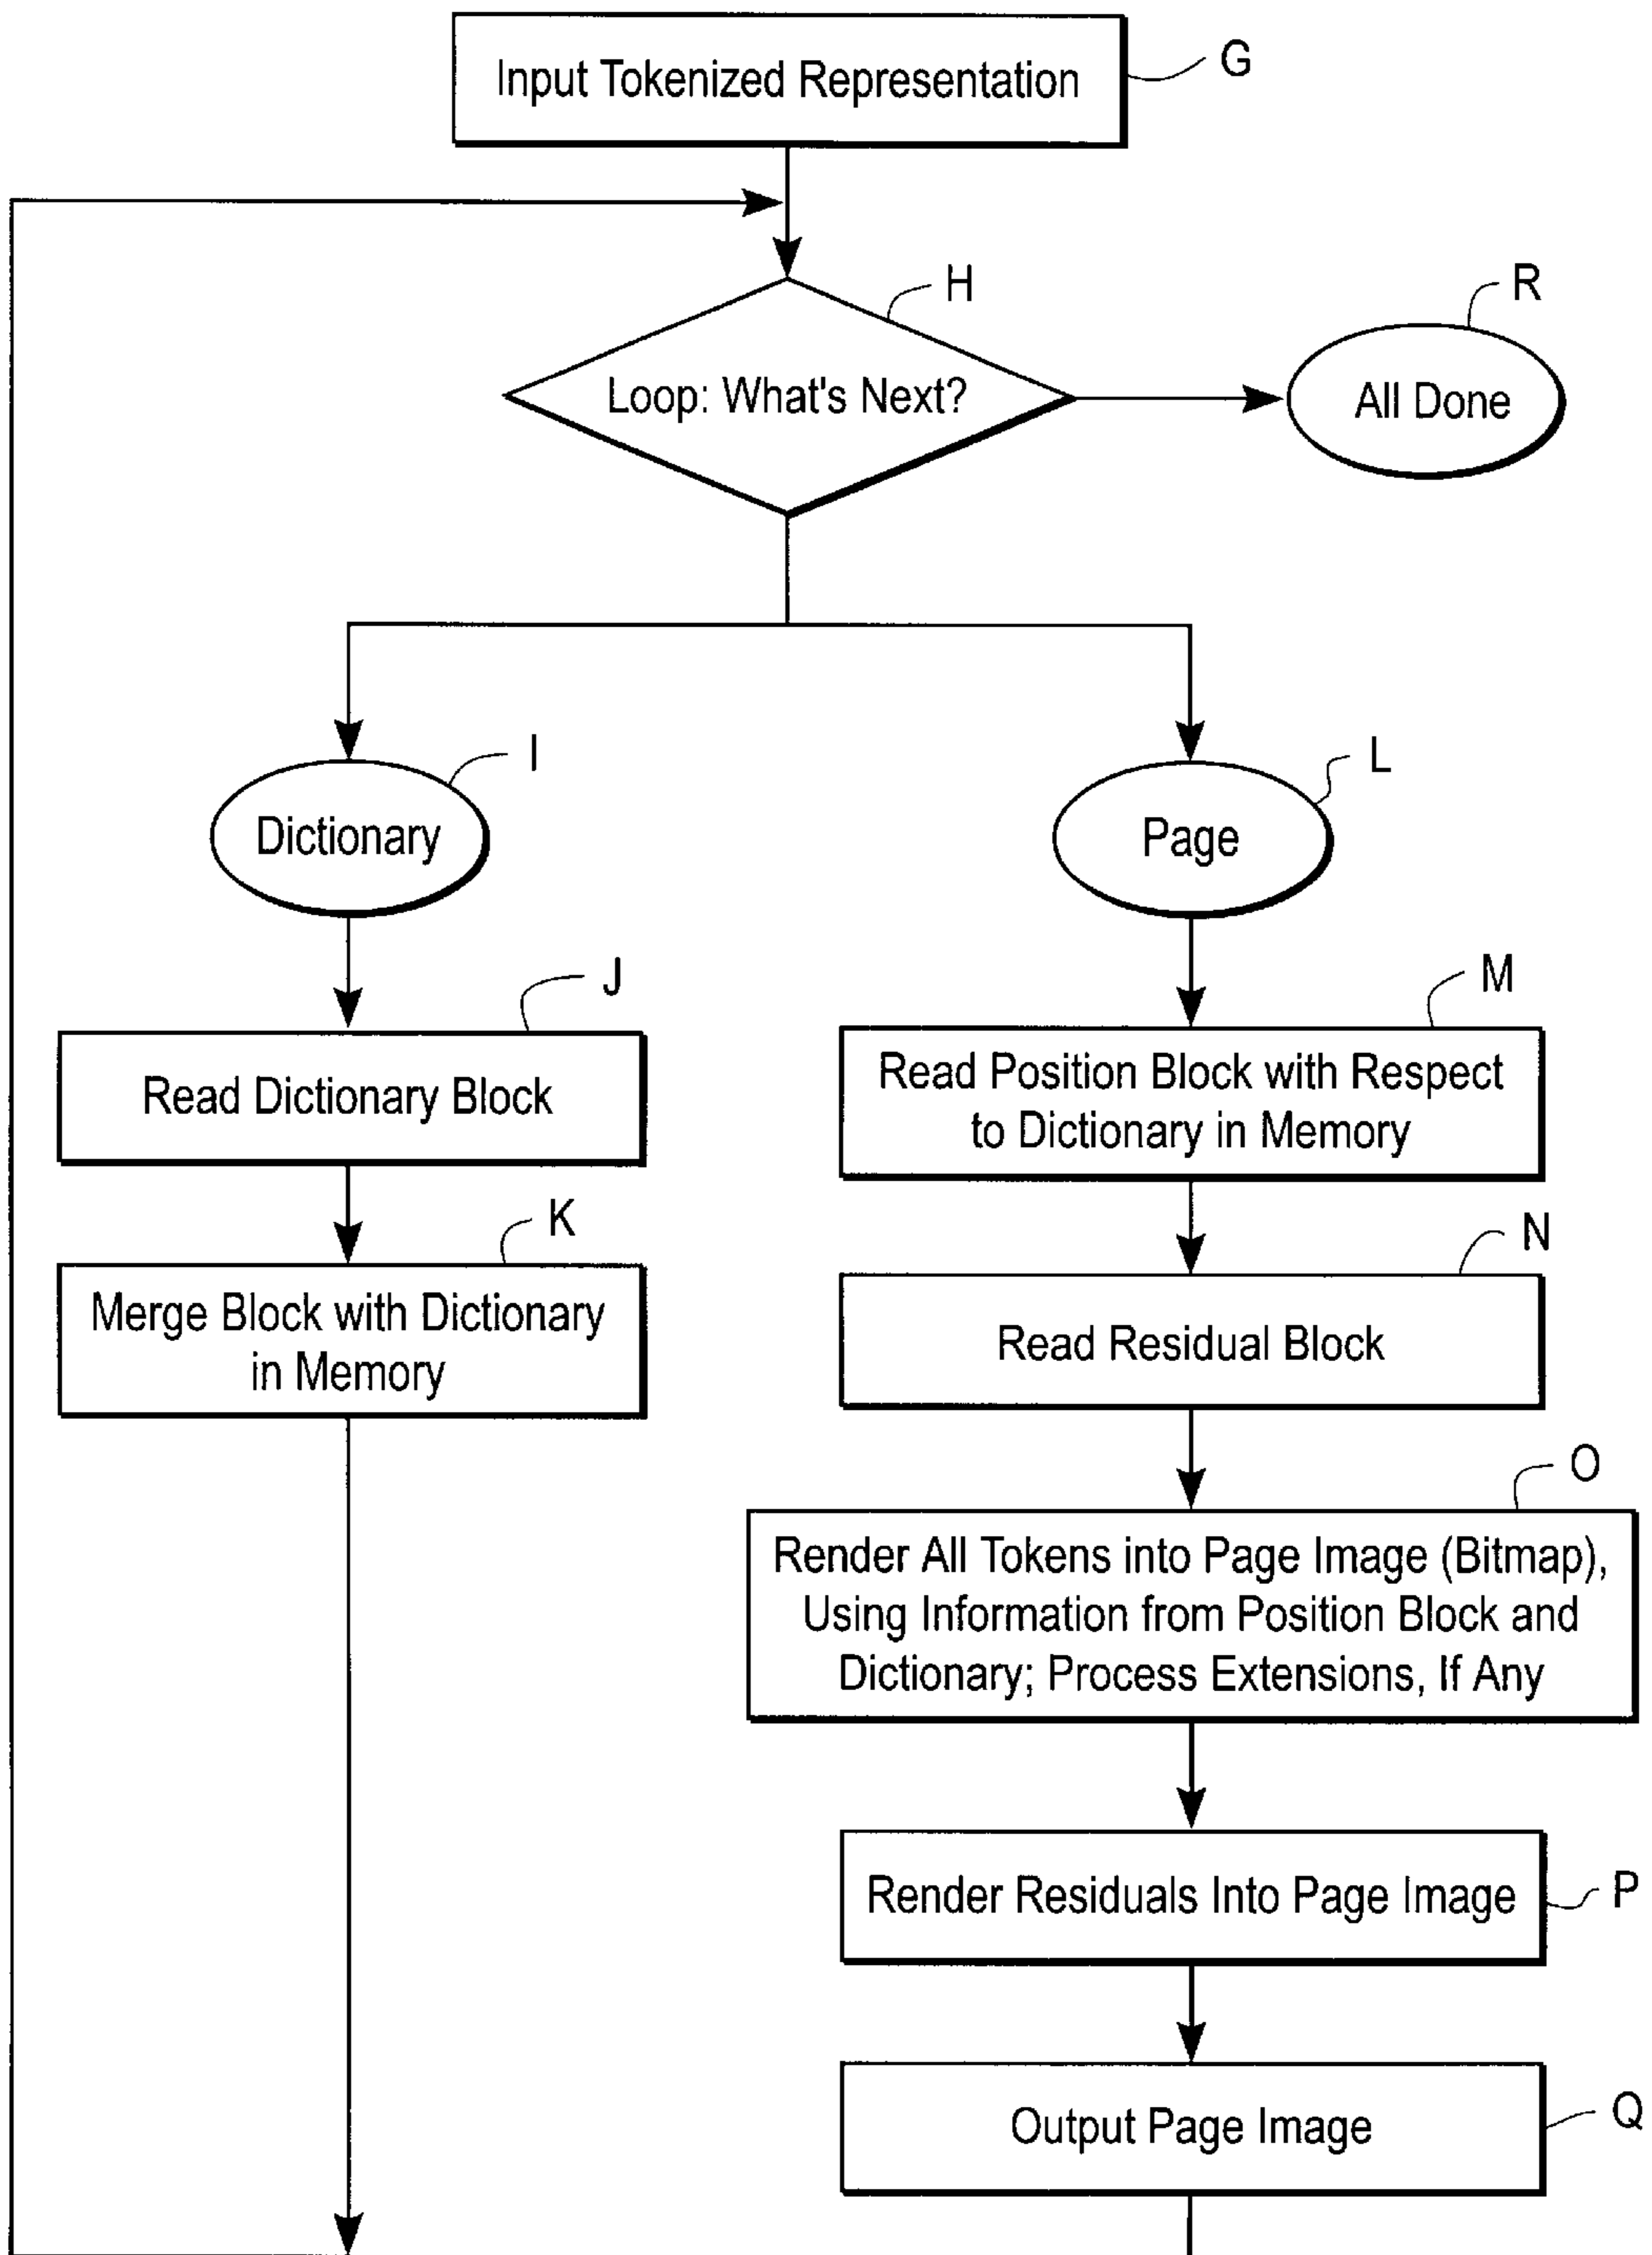 Input Tokenized Representation
G
H
Loop: What's Next?
R
All Done
I
Dictionary
L
Page
J
Read Dictionary Block
M
Read Position Block with Respect
to Dictionary in Memory
K
Merge Block with Dictionary
in Memory
N
Read Residual Block
O
Render All Tokens into Page Image (Bitmap),
Using Information from Position Block and
Dictionary; Process Extensions, If Any
Render Residuals Into Page Image
P
Output Page Image
Q